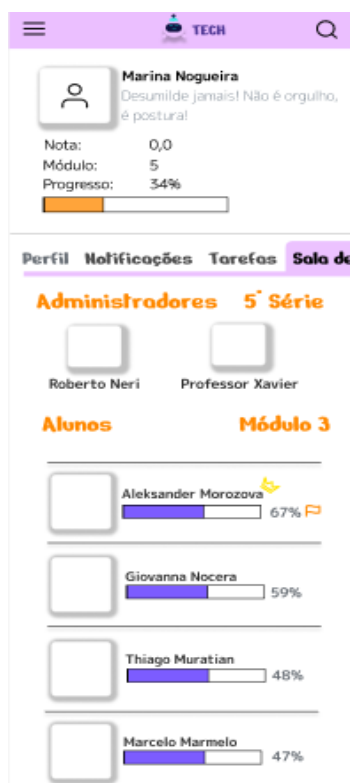 TECH
Marina Nogueira
Desumilde jamais! Não é orgulho,
é postura!
Nota: 0,0
Módulo: 5
Progresso: 34%
Perfil Notificações Tarefas Sala de
Administradores 5° Série
Roberto Neri Professor Xavier
Alunos Módulo 3
Aleksander Morozova
67%
Giovanna Nocera
59%
Thiago Muratian
48%
Marcelo Marmelo
47%